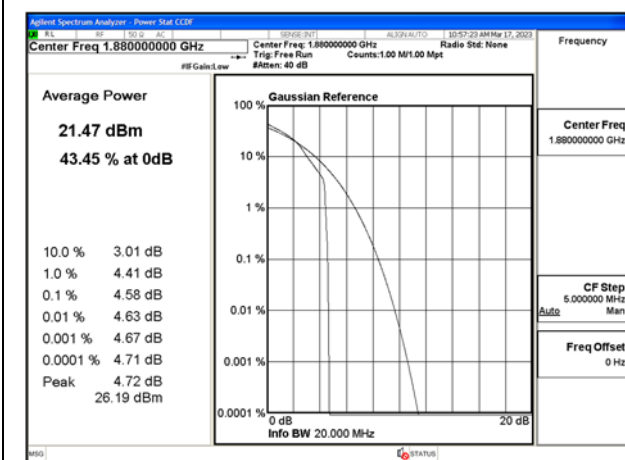 Agilent Spectrum Analyzer - Power Stat CCDF
RL RF 50 Ω AC SENSE:INT ALIGN AUTO 10:57:23 AM Mar 17, 2023
Center Freq 1.880000000 GHz
Center Freq: 1.880000000 GHz Radio Std: None
Trig: Free Run Counts:1.00 M/1.00 Mpt
#IFGain:Low #Atten: 40 dB
Frequency
Average Power
21.47 dBm
43.45 % at 0dB
10.0 % 3.01 dB
1.0 % 4.41 dB
0.1 % 4.58 dB
0.01 % 4.63 dB
0.001 % 4.67 dB
0.0001 % 4.71 dB
Peak 4.72 dB
26.19 dBm
Gaussian Reference
100 %
10 %
1 %
0.1 %
0.01 %
0.001 %
0.0001 %
0 dB 20 dB
Info BW 20.000 MHz
Center Freq
1.880000000 GHz
CF Step
5.000000 MHz
Auto Man
Freq Offset
0 Hz
MSG STATUS